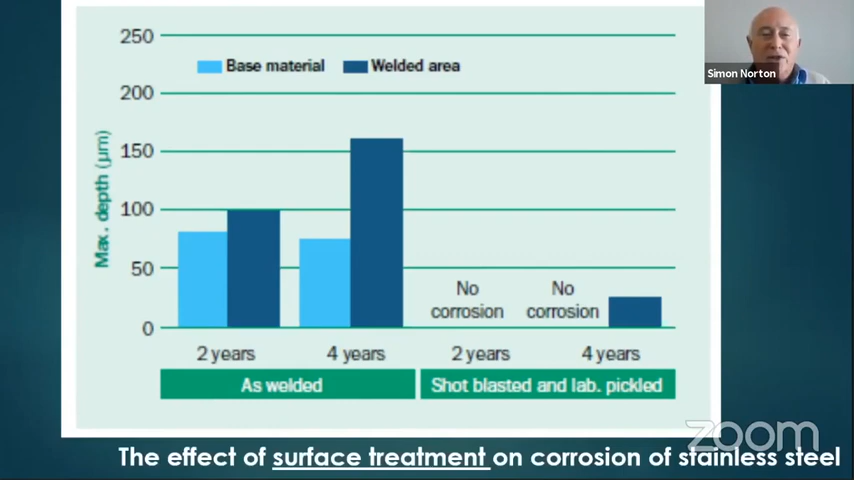 Simon Norton
250
200
150
100
50
0
Max. depth (µm)
Base material
Welded area
No
corrosion
No
corrosion
2 years
4 years
2 years
4 years
As welded
Shot blasted and lab. pickled
zoom
The effect of surface treatment on corrosion of stainless steel